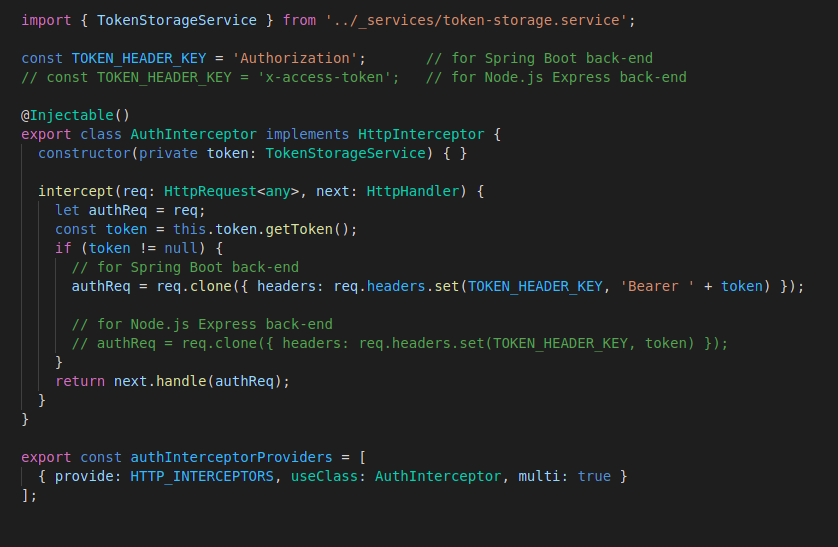 import { TokenStorageService } from '../_services/token-storage.service';
const TOKEN_HEADER_KEY = 'Authorization';       // for Spring Boot back-end
// const TOKEN_HEADER_KEY = 'x-access-token';   // for Node.js Express back-end
@Injectable()
export class AuthInterceptor implements HttpInterceptor {
  constructor(private token: TokenStorageService) { }
  intercept(req: HttpRequest<any>, next: HttpHandler) {
    let authReq = req;
    const token = this.token.getToken();
    if (token != null) {
      // for Spring Boot back-end
      authReq = req.clone({ headers: req.headers.set(TOKEN_HEADER_KEY, 'Bearer ' + token) });
      // for Node.js Express back-end
      // authReq = req.clone({ headers: req.headers.set(TOKEN_HEADER_KEY, token) });
    }
    return next.handle(authReq);
  }
}
export const authInterceptorProviders = [
  { provide: HTTP_INTERCEPTORS, useClass: AuthInterceptor, multi: true }
];